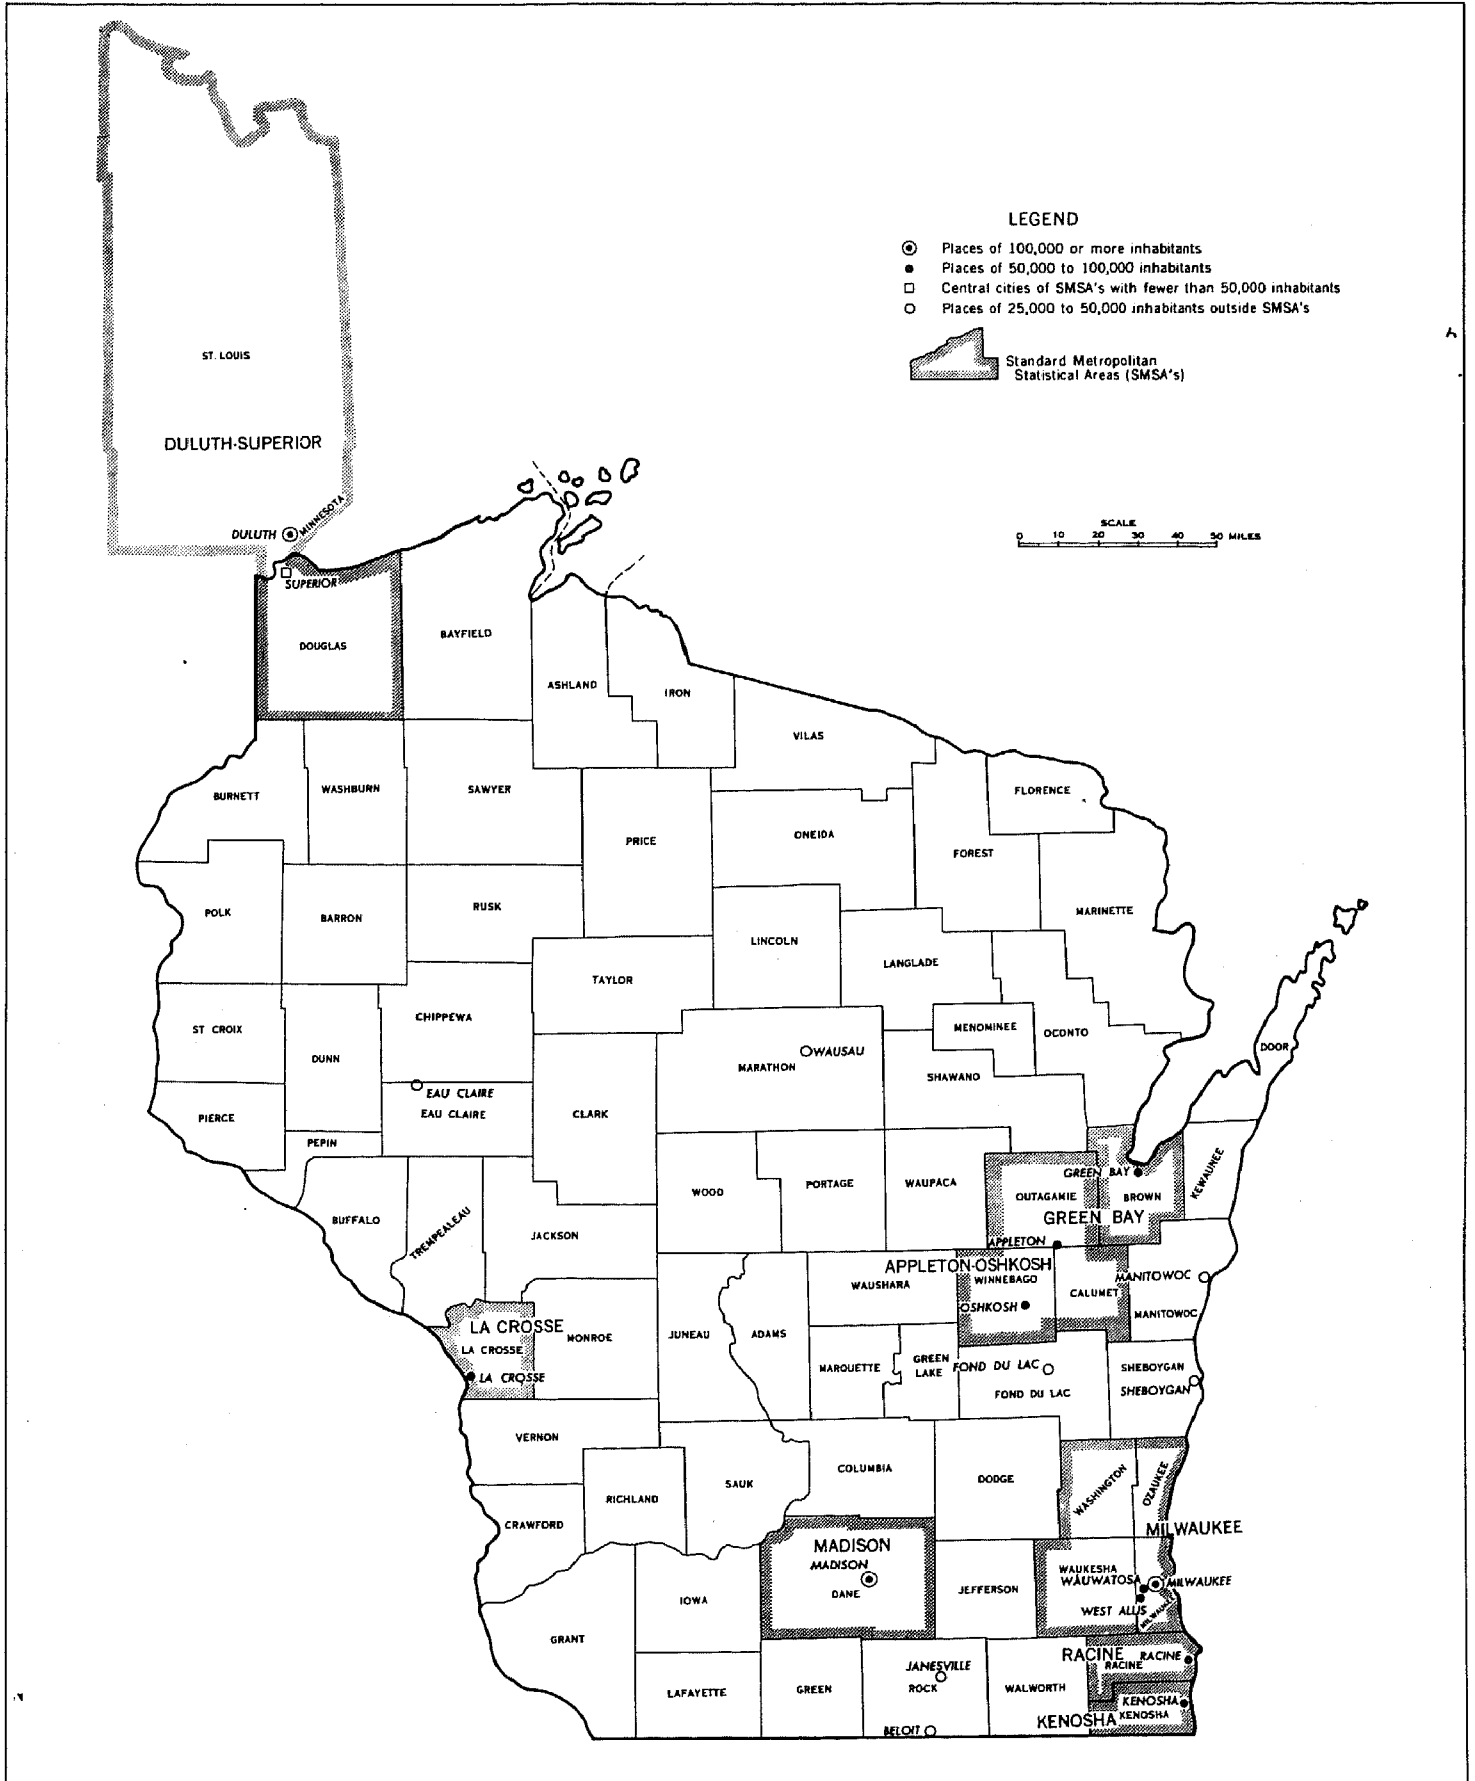 LEGEND
Places of 100,000 or more inhabitants
Places of 50,000 to 100,000 inhabitants
Central cities of SMSA's with fewer than 50,000 inhabitants
Places of 25,000 to 50,000 inhabitants outside SMSA's
Standard Metropolitan
Statistical Areas (SMSA's)
ST. LOUIS
DULUTH-SUPERIOR
MINNESOTA
DULUTH
SCALE
0 10 20 30 40 50 MILES
SUPERIOR
DOUGLAS
BAYFIELD
ASHLAND
IRON
VILAS
BURNETT
WASHBURN
SAWYER
FLORENCE
PRICE
ONEIDA
FOREST
POLK
BARRON
RUSK
MARINETTE
LINCOLN
LANGLADE
TAYLOR
ST CROIX
CHIPPEWA
MENOMINEE
OCONTO
DUNN
WAUSAU
MARATHON
DOOR
SHAWANO
EAU CLAIRE
EAU CLAIRE
PIERCE
CLARK
PEPIN
GREEN BAY
KEWAUNEE
WOOD
PORTAGE
WAUPACA
OUTAGAMIE
BROWN
GREEN BAY
BUFFALO
TREMPEALEAU
JACKSON
APPLETON
APPLETON-OSHKOSH
WAUSHARA
WINNEBAGO
CALUMET
MANITOWOC
OSHKOSH
MANITOWOC
LA CROSSE
LA CROSSE
LA CROSSE
MONROE
JUNEAU
ADAMS
MARQUETTE
GREEN
LAKE
FOND DU LAC
FOND DU LAC
SHEBOYGAN
SHEBOYGAN
VERNON
RICHLAND
SAUK
COLUMBIA
DODGE
WASHINGTON
OZAUKEE
CRAWFORD
MILWAUKEE
MADISON
MADISON
DANE
JEFFERSON
WAUKESHA
WAUWATOSA
MILWAUKEE
WEST ALLIS
MILWAUKEE
IOWA
GRANT
LAFAYETTE
GREEN
JANESVILLE
ROCK
BELOIT
WALWORTH
RACINE
RACINE
RACINE
KENOSHA
KENOSHA
KENOSHA